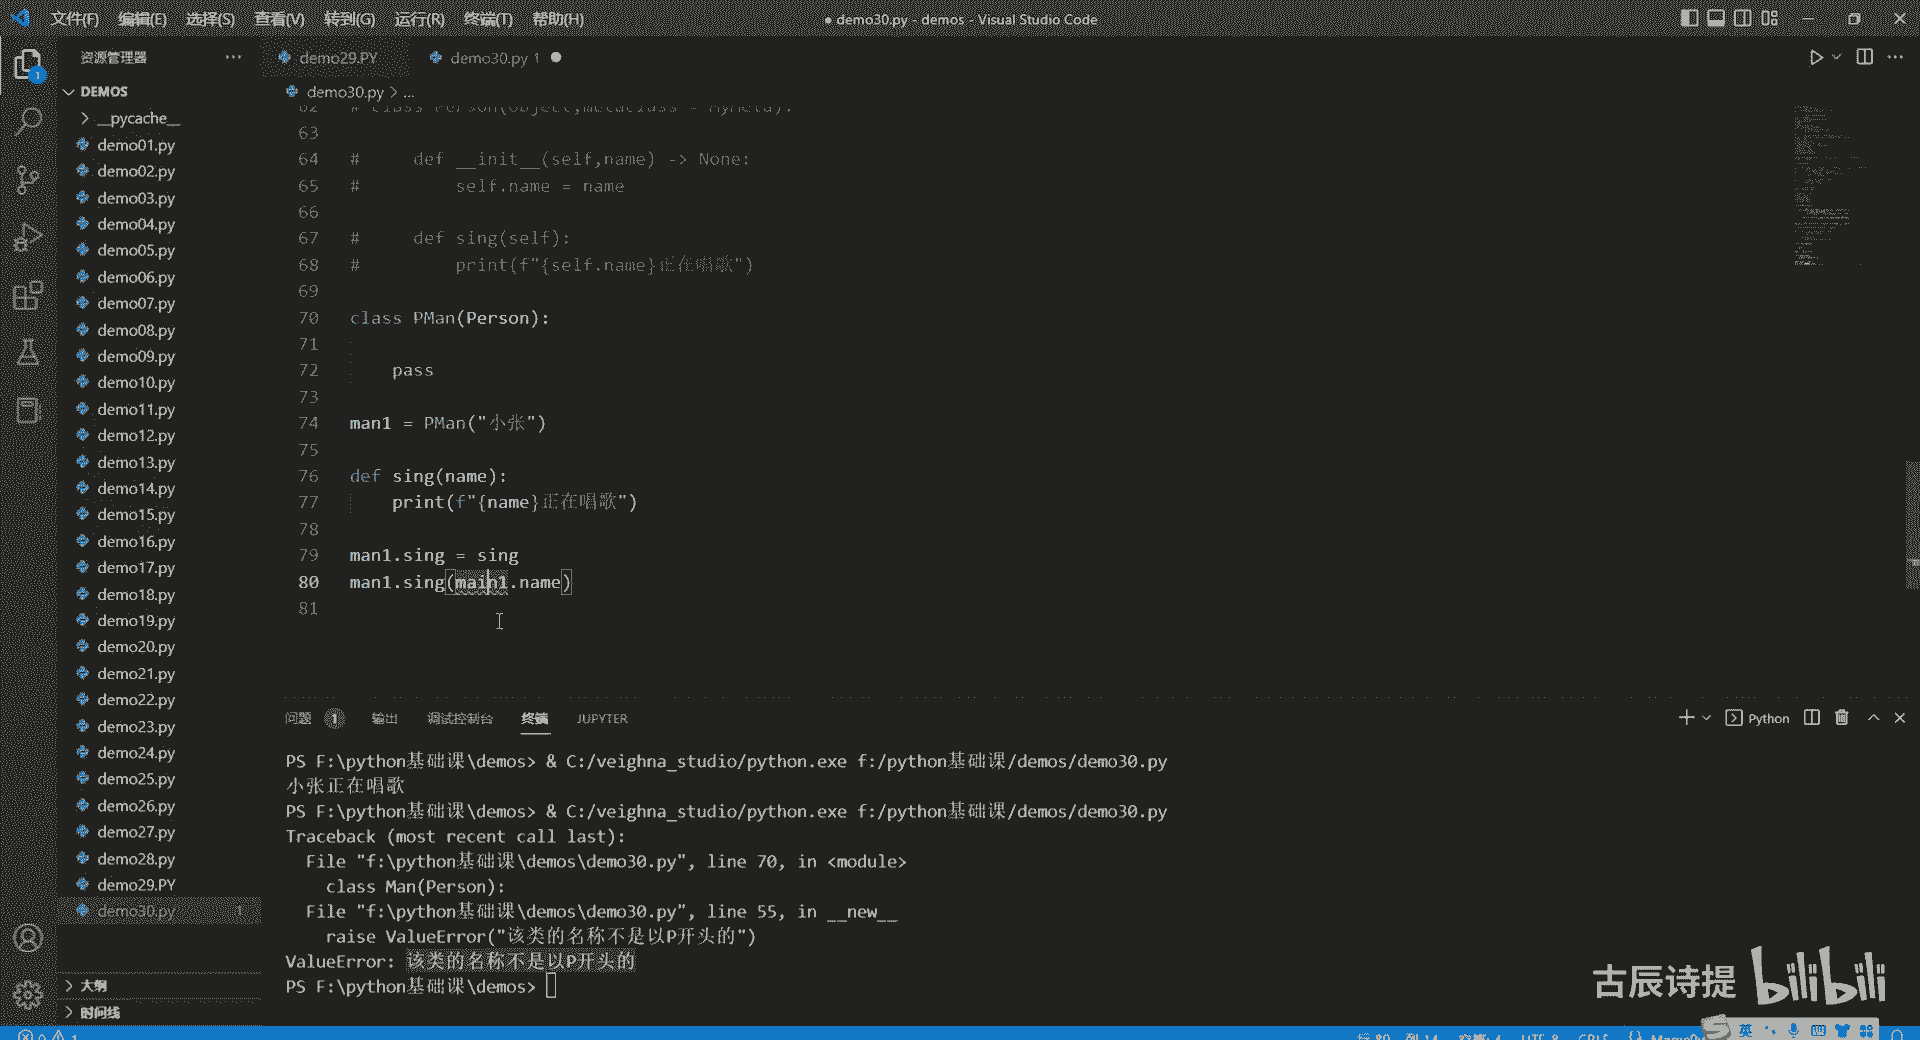 文件(F) 编辑(E) 选择(S) 查看(V) 转到(G) 运行(R) 终端(T) 帮助(H) ● demo30.py - demos - Visual Studio Code
资源管理器 ··· demo29.PY demo30.py 1 ●
DEMOS
demo30.py > ...
__pycache__
demo01.py
demo02.py
demo03.py
demo04.py
demo05.py
demo06.py
demo07.py
demo08.py
demo09.py
demo10.py
demo11.py
demo12.py
demo13.py
demo14.py
demo15.py
demo16.py
demo17.py
demo18.py
demo19.py
demo20.py
demo21.py
demo22.py
demo23.py
demo24.py
demo25.py
demo26.py
demo27.py
demo28.py
demo29.PY
demo30.py 1
大纲
时间线
62 # class Person(object,metaclass = MyMeta):
63
64 #     def __init__(self,name) -> None:
65 #         self.name = name
66
67 #     def sing(self):
68 #         print(f"{self.name}正在唱歌")
69
70 class PMan(Person):
71
72     pass
73
74 man1 = PMan("小张")
75
76 def sing(name):
77     print(f"{name}正在唱歌")
78
79 man1.sing = sing
80 man1.sing(main1.name)
81
问题 1 输出 调试控制台 终端 JUPYTER
Python
PS F:\python基础课\demos> & C:/veighna_studio/python.exe f:/python基础课/demos/demo30.py
小张正在唱歌
PS F:\python基础课\demos> & C:/veighna_studio/python.exe f:/python基础课/demos/demo30.py
Traceback (most recent call last):
  File "f:\python基础课\demos\demo30.py", line 70, in <module>
    class Man(Person):
  File "f:\python基础课\demos\demo30.py", line 55, in __new__
    raise ValueError("该类的名称不是以P开头的")
ValueError: 该类的名称不是以P开头的
PS F:\python基础课\demos>
古辰诗提 bilibili
英